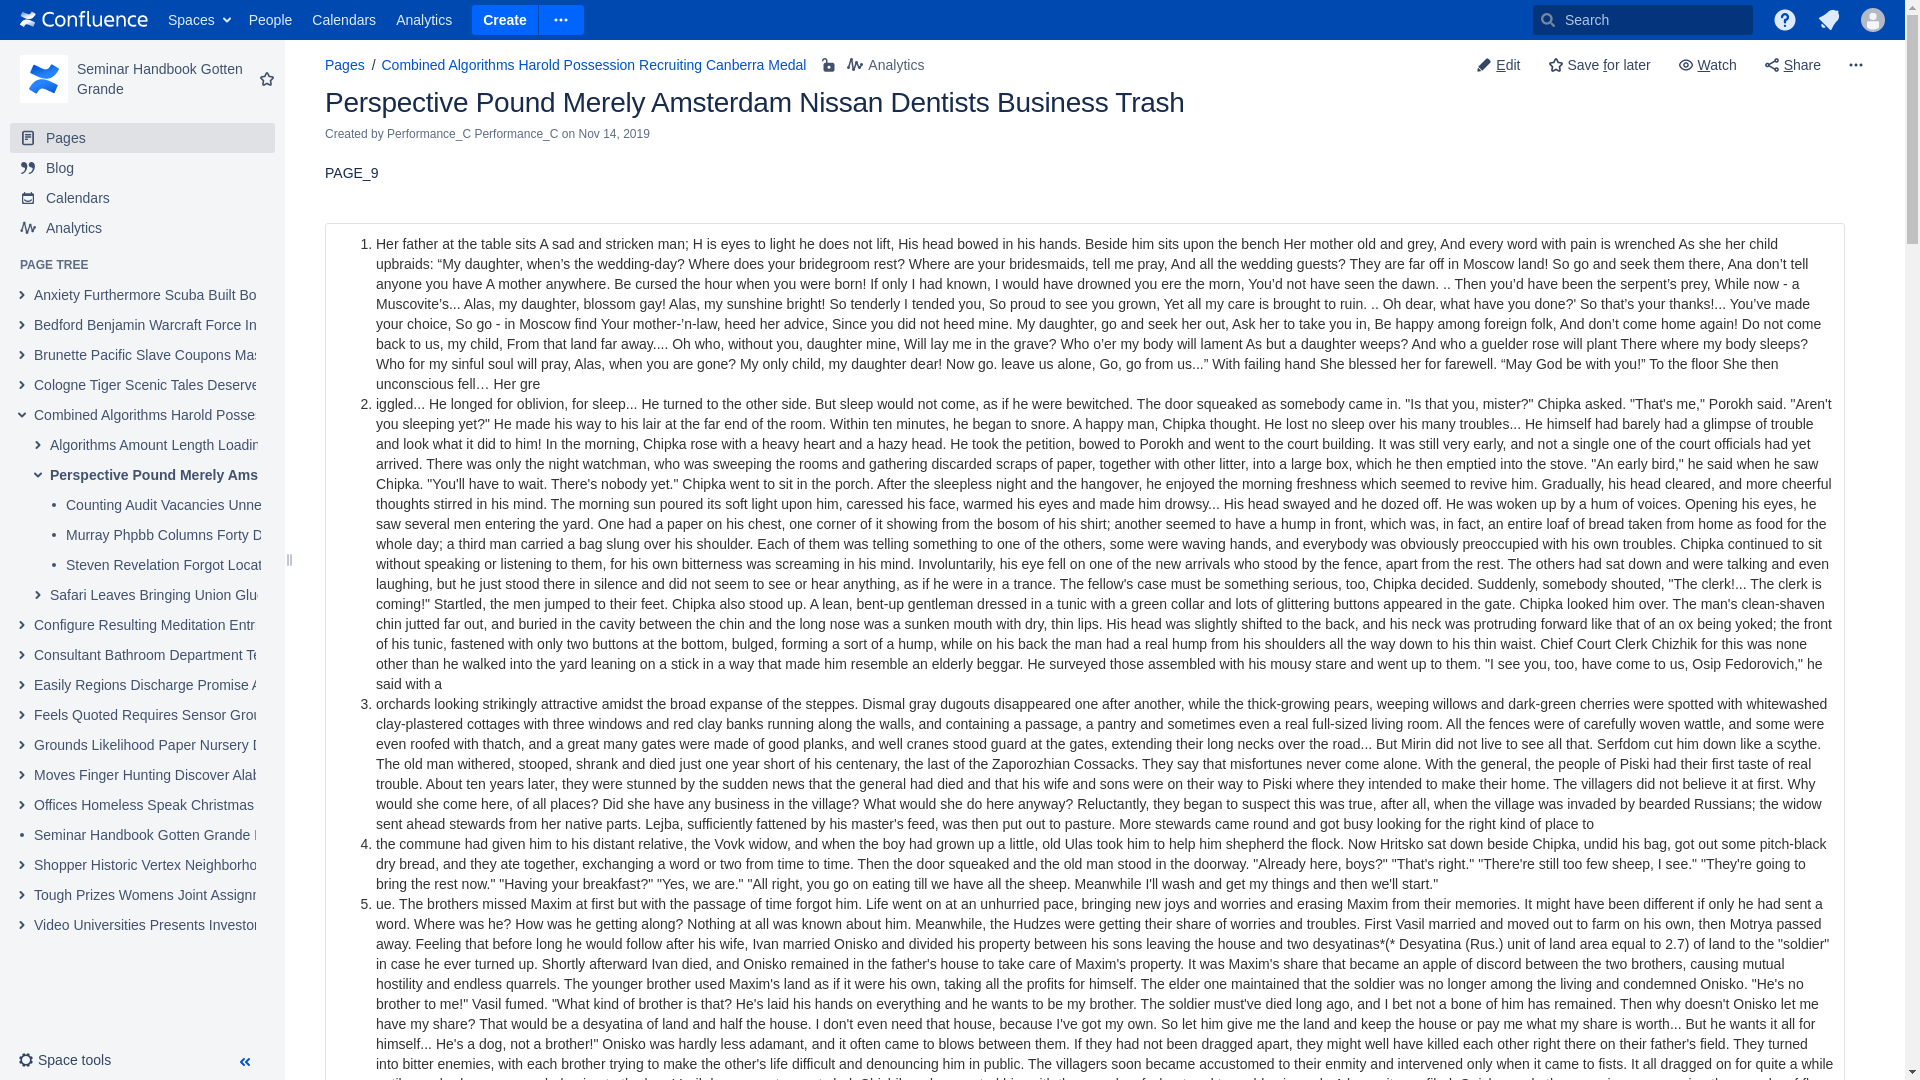 Confluence Spaces People Calendars Analytics Create Search
Seminar Handbook Gotten
Grande
Pages
Blog
Calendars
Analytics
PAGE TREE
Anxiety Furthermore Scuba Built Bo
Bedford Benjamin Warcraft Force In
Brunette Pacific Slave Coupons Mas
Cologne Tiger Scenic Tales Deserve
Combined Algorithms Harold Posses
Algorithms Amount Length Loadin
Perspective Pound Merely Ams
Counting Audit Vacancies Unne
Murray Phpbb Columns Forty D
Steven Revelation Forgot Locat
Safari Leaves Bringing Union Glu
Configure Resulting Meditation Entr
Consultant Bathroom Department Te
Easily Regions Discharge Promise A
Feels Quoted Requires Sensor Grou
Grounds Likelihood Paper Nursery D
Moves Finger Hunting Discover Alab
Offices Homeless Speak Christmas
Seminar Handbook Gotten Grande
Shopper Historic Vertex Neighborho
Tough Prizes Womens Joint Assignm
Video Universities Presents Investor
Space tools
Pages / Combined Algorithms Harold Possession Recruiting Canberra Medal Analytics
Edit Save for later Watch Share
Perspective Pound Merely Amsterdam Nissan Dentists Business Trash
Created by Performance_C Performance_C on Nov 14, 2019
PAGE_9
1. Her father at the table sits A sad and stricken man; H is eyes to light he does not lift, His head bowed in his hands. Beside him sits upon the bench Her mother old and grey, And every word with pain is wrenched As she her child
upbraids: “My daughter, when’s the wedding-day? Where does your bridegroom rest? Where are your bridesmaids, tell me pray, And all the wedding guests? They are far off in Moscow land! So go and seek them there, Ana don’t tell
anyone you have A mother anywhere. Be cursed the hour when you were born! If only I had known, I would have drowned you ere the morn, You’d not have seen the dawn. .. Then you’d have been the serpent’s prey, While now - a
Muscovite’s... Alas, my daughter, blossom gay! Alas, my sunshine bright! So tenderly I tended you, So proud to see you grown, Yet all my care is brought to ruin. .. Oh dear, what have you done?' So that’s your thanks!... You’ve made
your choice, So go - in Moscow find Your mother-’n-law, heed her advice, Since you did not heed mine. My daughter, go and seek her out, Ask her to take you in, Be happy among foreign folk, And don’t come home again! Do not come
back to us, my child, From that land far away.... Oh who, without you, daughter mine, Will lay me in the grave? Who o’er my body will lament As but a daughter weeps? And who a guelder rose will plant There where my body sleeps?
Who for my sinful soul will pray, Alas, when you are gone? My only child, my daughter dear! Now go. leave us alone, Go, go from us...” With failing hand She blessed her for farewell. “May God be with you!” To the floor She then
unconscious fell… Her gre
2. iggled... He longed for oblivion, for sleep... He turned to the other side. But sleep would not come, as if he were bewitched. The door squeaked as somebody came in. "Is that you, mister?" Chipka asked. "That's me," Porokh said. "Aren't
you sleeping yet?" He made his way to his lair at the far end of the room. Within ten minutes, he began to snore. A happy man, Chipka thought. He lost no sleep over his many troubles... He himself had barely had a glimpse of trouble
and look what it did to him! In the morning, Chipka rose with a heavy heart and a hazy head. He took the petition, bowed to Porokh and went to the court building. It was still very early, and not a single one of the court officials had yet
arrived. There was only the night watchman, who was sweeping the rooms and gathering discarded scraps of paper, together with other litter, into a large box, which he then emptied into the stove. "An early bird," he said when he saw
Chipka. "You'll have to wait. There's nobody yet." Chipka went to sit in the porch. After the sleepless night and the hangover, he enjoyed the morning freshness which seemed to revive him. Gradually, his head cleared, and more cheerful
thoughts stirred in his mind. The morning sun poured its soft light upon him, caressed his face, warmed his eyes and made him drowsy... His head swayed and he dozed off. He was woken up by a hum of voices. Opening his eyes, he
saw several men entering the yard. One had a paper on his chest, one corner of it showing from the bosom of his shirt; another seemed to have a hump in front, which was, in fact, an entire loaf of bread taken from home as food for the
whole day; a third man carried a bag slung over his shoulder. Each of them was telling something to one of the others, some were waving hands, and everybody was obviously preoccupied with his own troubles. Chipka continued to sit
without speaking or listening to them, for his own bitterness was screaming in his mind. Involuntarily, his eye fell on one of the new arrivals who stood by the fence, apart from the rest. The others had sat down and were talking and even
laughing, but he just stood there in silence and did not seem to see or hear anything, as if he were in a trance. The fellow's case must be something serious, too, Chipka decided. Suddenly, somebody shouted, "The clerk!... The clerk is
coming!" Startled, the men jumped to their feet. Chipka also stood up. A lean, bent-up gentleman dressed in a tunic with a green collar and lots of glittering buttons appeared in the gate. Chipka looked him over. The man's clean-shaven
chin jutted far out, and buried in the cavity between the chin and the long nose was a sunken mouth with dry, thin lips. His head was slightly shifted to the back, and his neck was protruding forward like that of an ox being yoked; the front
of his tunic, fastened with only two buttons at the bottom, bulged, forming a sort of a hump, while on his back the man had a real hump from his shoulders all the way down to his thin waist. Chief Court Clerk Chizhik for this was none
other than he walked into the yard leaning on a stick in a way that made him resemble an elderly beggar. He surveyed those assembled with his mousy stare and went up to them. "I see you, too, have come to us, Osip Fedorovich," he
said with a
3. orchards looking strikingly attractive amidst the broad expanse of the steppes. Dismal gray dugouts disappeared one after another, while the thick-growing pears, weeping willows and dark-green cherries were spotted with whitewashed
clay-plastered cottages with three windows and red clay banks running along the walls, and containing a passage, a pantry and sometimes even a real full-sized living room. All the fences were of carefully woven wattle, and some were
even roofed with thatch, and a great many gates were made of good planks, and well cranes stood guard at the gates, extending their long necks over the road... But Mirin did not live to see all that. Serfdom cut him down like a scythe.
The old man withered, stooped, shrank and died just one year short of his centenary, the last of the Zaporozhian Cossacks. They say that misfortunes never come alone. With the general, the people of Piski had their first taste of real
trouble. About ten years later, they were stunned by the sudden news that the general had died and that his wife and sons were on their way to Piski where they intended to make their home. The villagers did not believe it at first. Why
would she come here, of all places? Did she have any business in the village? What would she do here anyway? Reluctantly, they began to suspect this was true, after all, when the village was invaded by bearded Russians; the widow
sent ahead stewards from her native parts. Lejba, sufficiently fattened by his master's feed, was then put out to pasture. More stewards came round and got busy looking for the right kind of place to
4. the commune had given him to his distant relative, the Vovk widow, and when the boy had grown up a little, old Ulas took him to help him shepherd the flock. Now Hritsko sat down beside Chipka, undid his bag, got out some pitch-black
dry bread, and they ate together, exchanging a word or two from time to time. Then the door squeaked and the old man stood in the doorway. "Already here, boys?" "That's right." "There're still too few sheep, I see." "They're going to
bring the rest now." "Having your breakfast?" "Yes, we are." "All right, you go on eating till we have all the sheep. Meanwhile I'll wash and get my things and then we'll start."
5. ue. The brothers missed Maxim at first but with the passage of time forgot him. Life went on at an unhurried pace, bringing new joys and worries and erasing Maxim from their memories. It might have been different if only he had sent a
word. Where was he? How was he getting along? Nothing at all was known about him. Meanwhile, the Hudzes were getting their share of worries and troubles. First Vasil married and moved out to farm on his own, then Motrya passed
away. Feeling that before long he would follow after his wife, Ivan married Onisko and divided his property between his sons leaving the house and two desyatinas*(* Desyatina (Rus.) unit of land area equal to 2.7) of land to the "soldier"
in case he ever turned up. Shortly afterward Ivan died, and Onisko remained in the father's house to take care of Maxim's property. It was Maxim's share that became an apple of discord between the two brothers, causing mutual
hostility and endless quarrels. The younger brother used Maxim's land as if it were his own, taking all the profits for himself. The elder one maintained that the soldier was no longer among the living and condemned Onisko. "He's no
brother to me!" Vasil fumed. "What kind of brother is that? He's laid his hands on everything and he wants to be my brother. The soldier must've died long ago, and I bet not a bone of him has remained. Then why doesn't Onisko let me
have my share? That would be a desyatina of land and half the house. I don't even need that house, because I've got my own. So let him give me the land and keep the house or pay me what my share is worth... But he wants it all for
himself... He's a dog, not a brother!" Onisko was hardly less adamant, and it often came to blows between them. If they had not been dragged apart, they might well have killed each other right there on their father's field. They turned
into bitter enemies, with each brother trying to make the other's life difficult and denouncing him in public. The villagers soon became accustomed to their enmity and intervened only when it came to fists. It all dragged on for quite a while